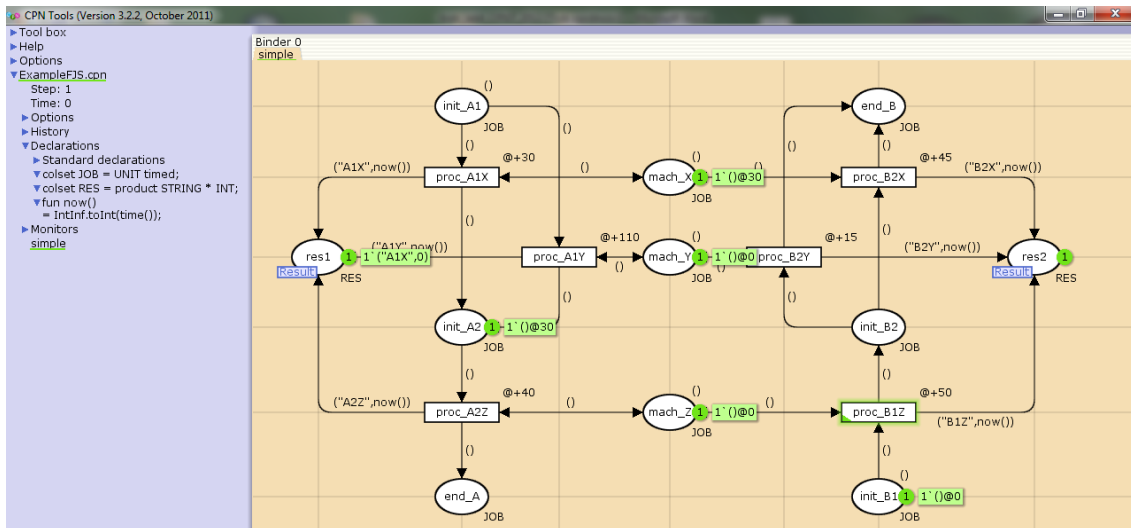 CPN Tools (Version 3.2.2, October 2011)
Tool box
Help
Options
ExampleFJS.cpn
Step: 1
Time: 0
Options
History
Declarations
Standard declarations
colset JOB = UNIT timed;
colset RES = product STRING * INT;
fun now()
= IntInf.toInt(time());
Monitors
simple
Binder 0
simple
()
init_A1
JOB
()
()
end_B
JOB
()
()
@+30
("A1X",now())
proc_A1X
()
()
mach_X
1
1`()@30
JOB
@+45
proc_B2X
("B2X",now())
()
()
@+110
("A1Y",now())
res1
1
1`("A1X",0)
Result
RES
proc_A1Y
()
()
mach_Y
1
1`()@0
JOB
()
@+15
proc_B2Y
("B2Y",now())
res2
1
Result
RES
()
()
init_A2
1
1`()@30
JOB
()
init_B2
JOB
()
()
@+40
("A2Z",now())
proc_A2Z
()
()
mach_Z
1
1`()@0
JOB
()
@+50
proc_B1Z
("B1Z",now())
()
()
()
end_A
JOB
init_B1
1
1`()@0
JOB